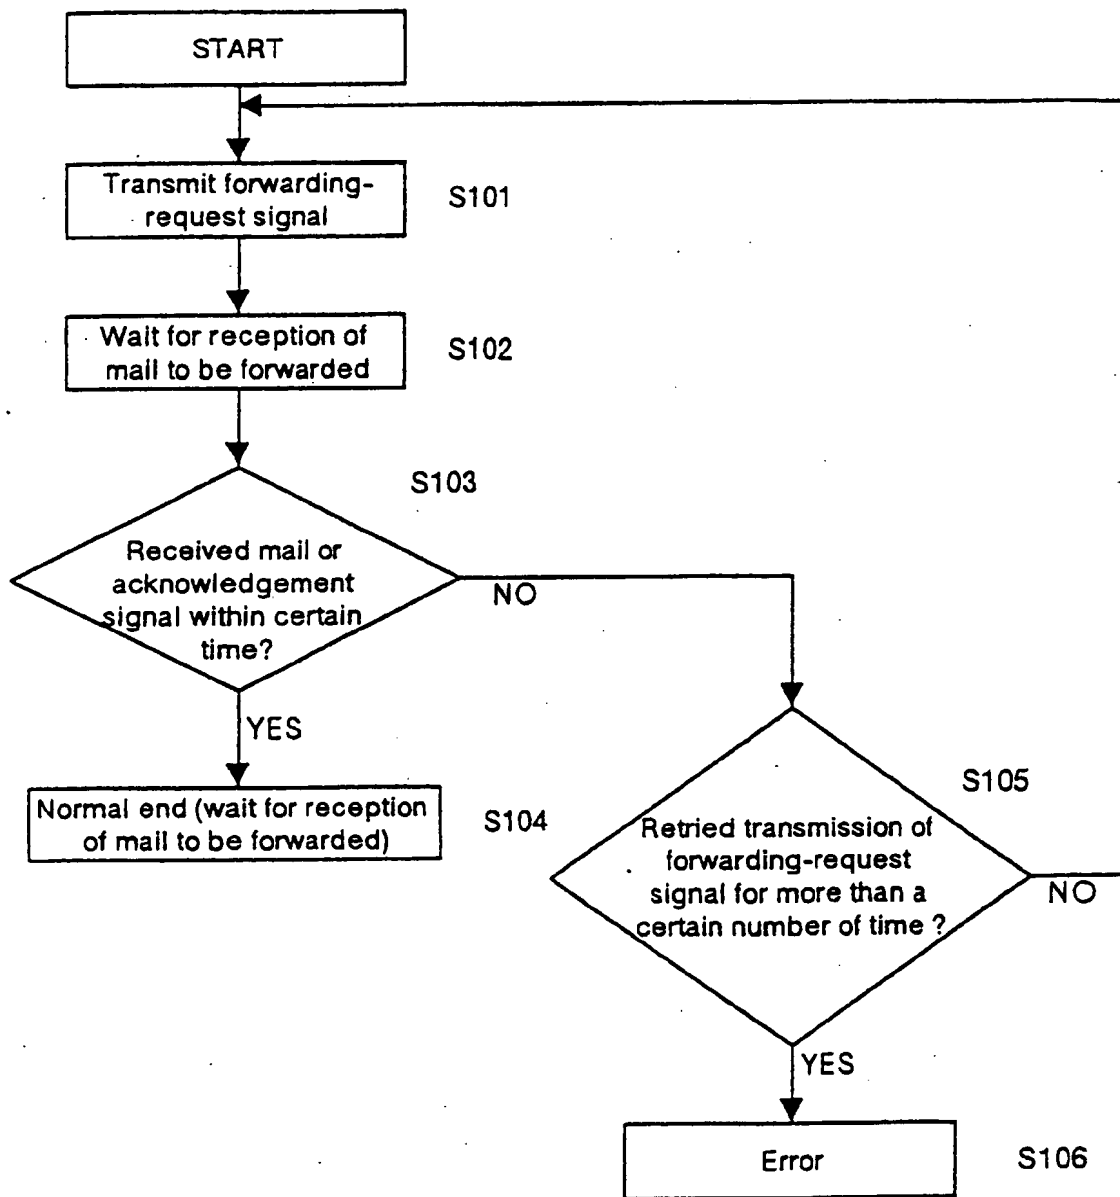 START
Transmit forwarding-
request signal
S101
Wait for reception of
mail to be forwarded
S102
S103
Received mail or
acknowledgement
signal within certain
time?
NO
YES
Normal end (wait for reception
of mail to be forwarded)
S104
S105
Retried transmission of
forwarding-request
signal for more than a
certain number of time ?
NO
YES
Error
S106